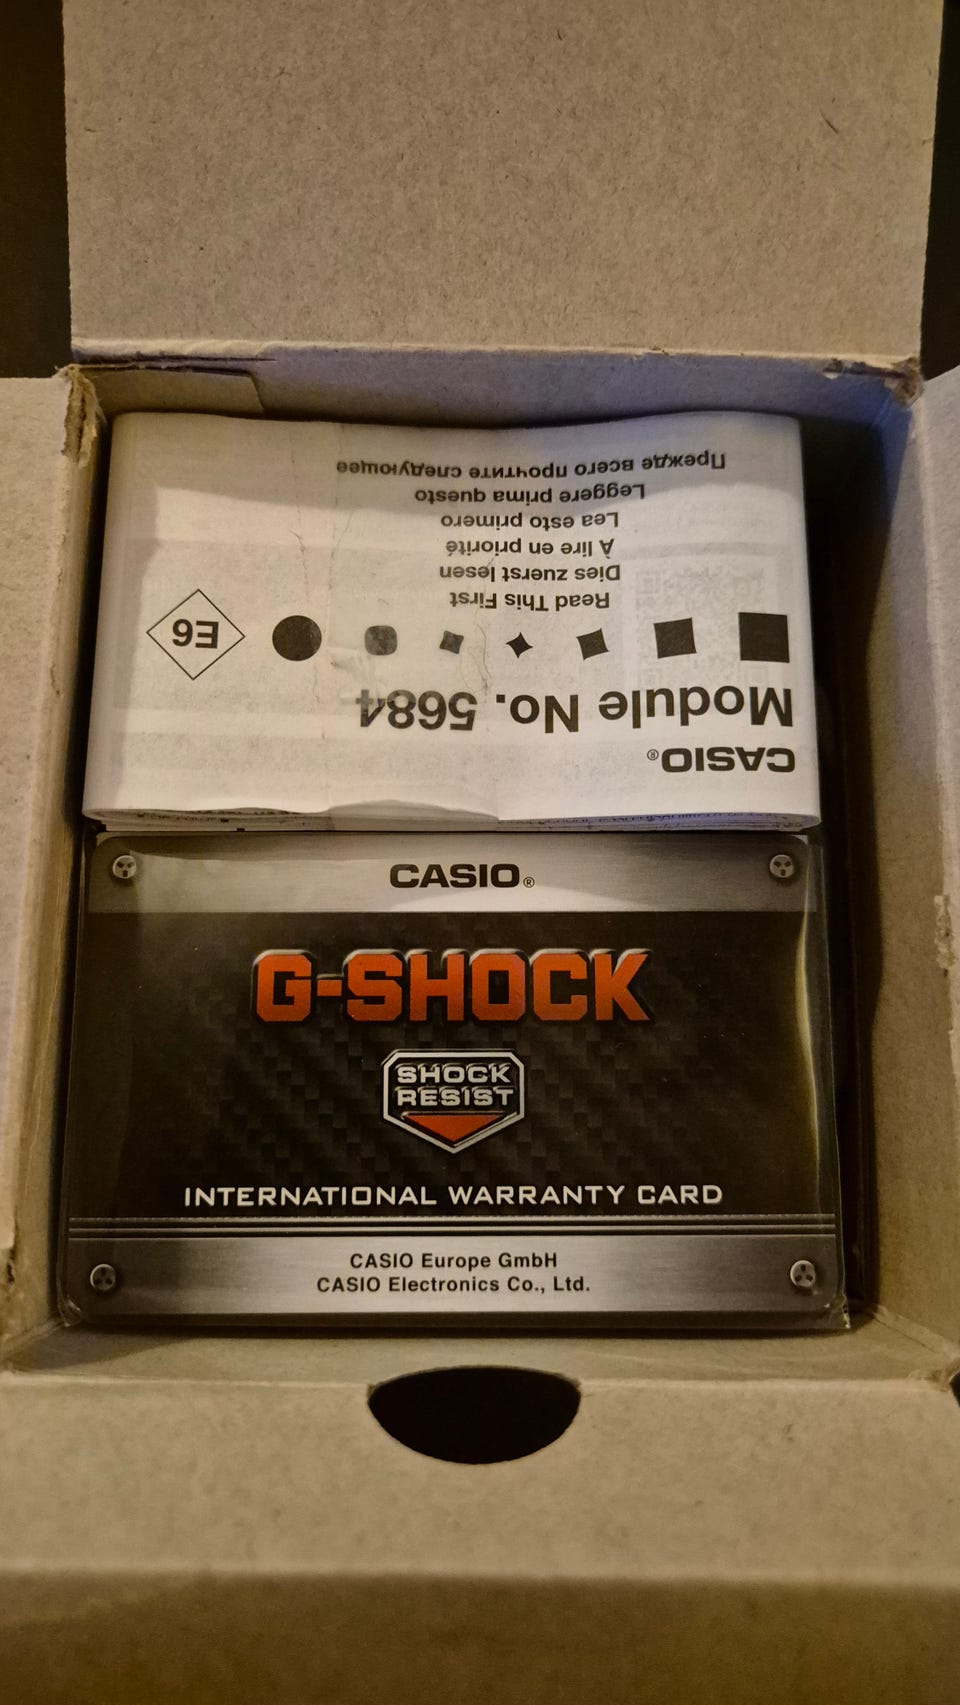 CASIO®
Module No. 5684
E6
Read This First
Dies zuerst lesen
À lire en priorité
Lea esto primero
Leggere prima questo
Прежде всего прочтите следующее
CASIO®
G-SHOCK
SHOCK
RESIST
INTERNATIONAL WARRANTY CARD
CASIO Europe GmbH
CASIO Electronics Co., Ltd.